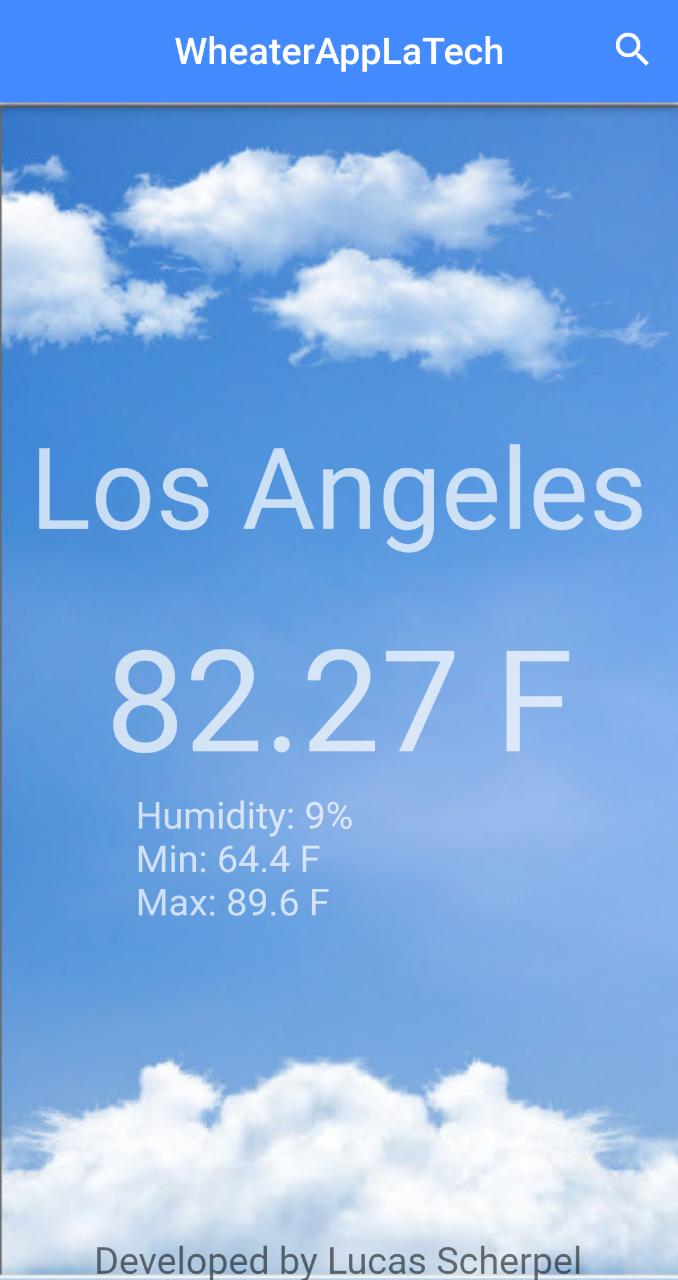 WheaterAppLaTech
Los Angeles
82.27 F
Humidity: 9%
Min: 64.4 F
Max: 89.6 F
Developed by Lucas Scherpel